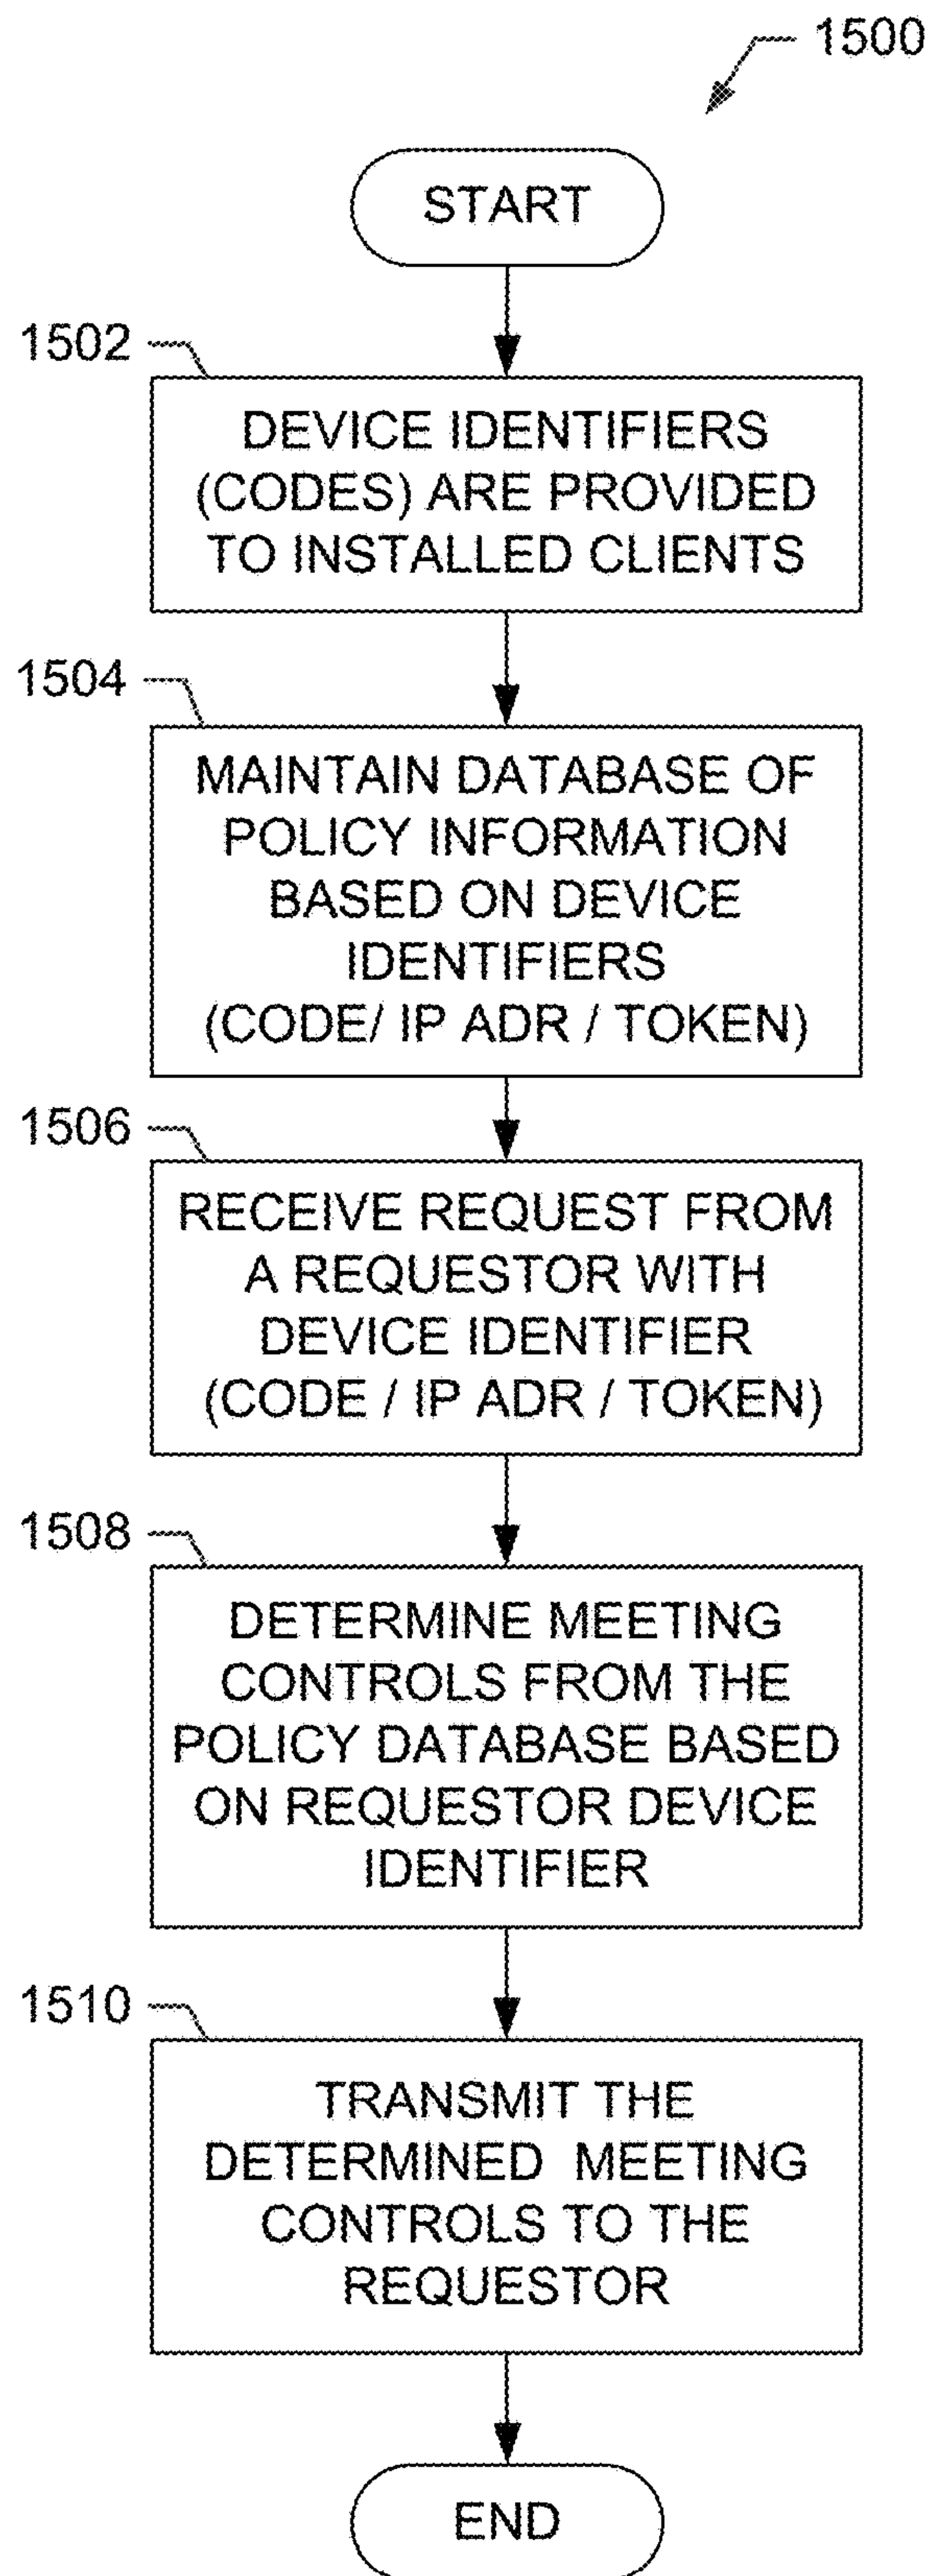 1500
START
1502
DEVICE IDENTIFIERS
(CODES) ARE PROVIDED
TO INSTALLED CLIENTS
1504
MAINTAIN DATABASE OF
POLICY INFORMATION
BASED ON DEVICE
IDENTIFIERS
(CODE/ IP ADR / TOKEN)
1506
RECEIVE REQUEST FROM
A REQUESTOR WITH
DEVICE IDENTIFIER
(CODE / IP ADR / TOKEN)
1508
DETERMINE MEETING
CONTROLS FROM THE
POLICY DATABASE BASED
ON REQUESTOR DEVICE
IDENTIFIER
1510
TRANSMIT THE
DETERMINED MEETING
CONTROLS TO THE
REQUESTOR
END